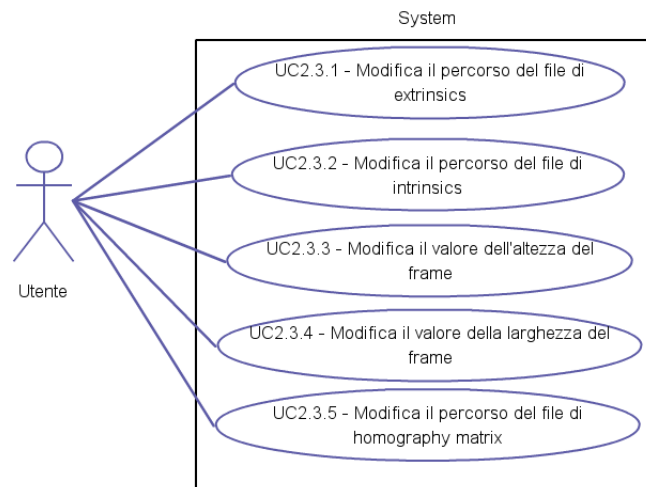 System
UC2.3.1 - Modifica il percorso del file di
extrinsics
UC2.3.2 - Modifica il percorso del file di
intrinsics
UC2.3.3 - Modifica il valore dell'altezza del
frame
Utente
UC2.3.4 - Modifica il valore della larghezza del
frame
UC2.3.5 - Modifica il percorso del file di
homography matrix